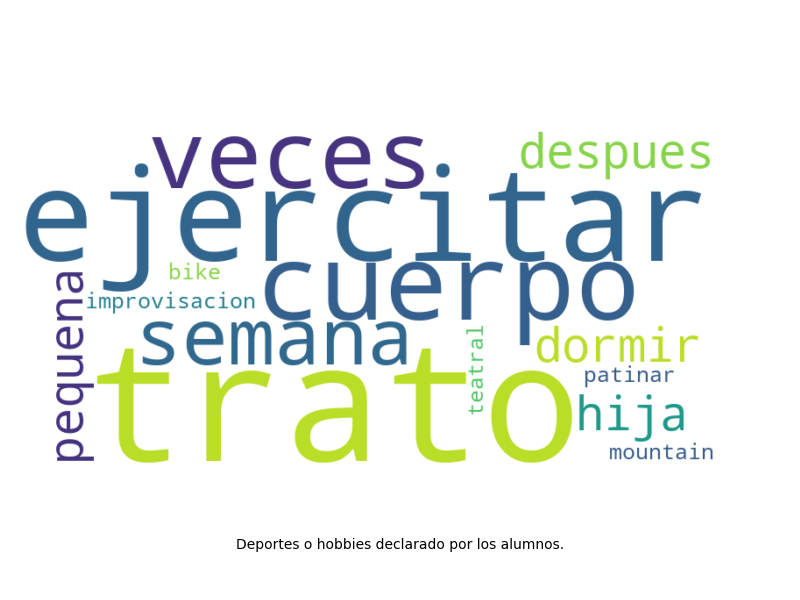 veces
despues
ejercitar
cuerpo
bike
improvisacion
pequena
semana
dormir
teatral
trato
patinar
hija
mountain
Deportes o hobbies declarado por los alumnos.